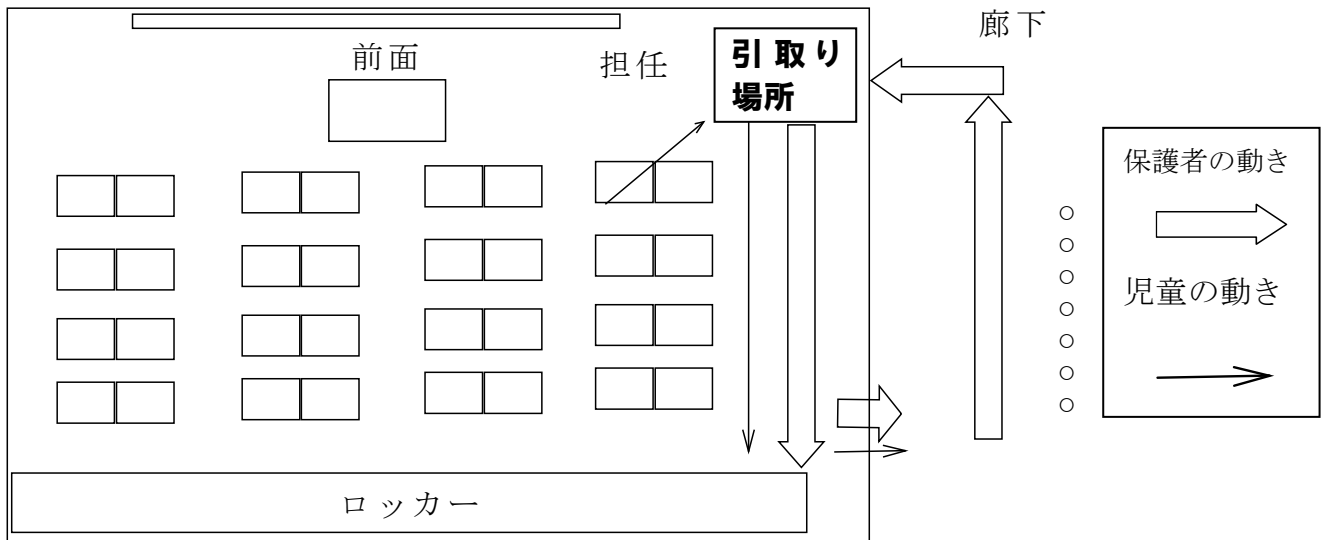 廊下
前面
担任
引取り
場所
保護者の動き
児童の動き
ロッカー